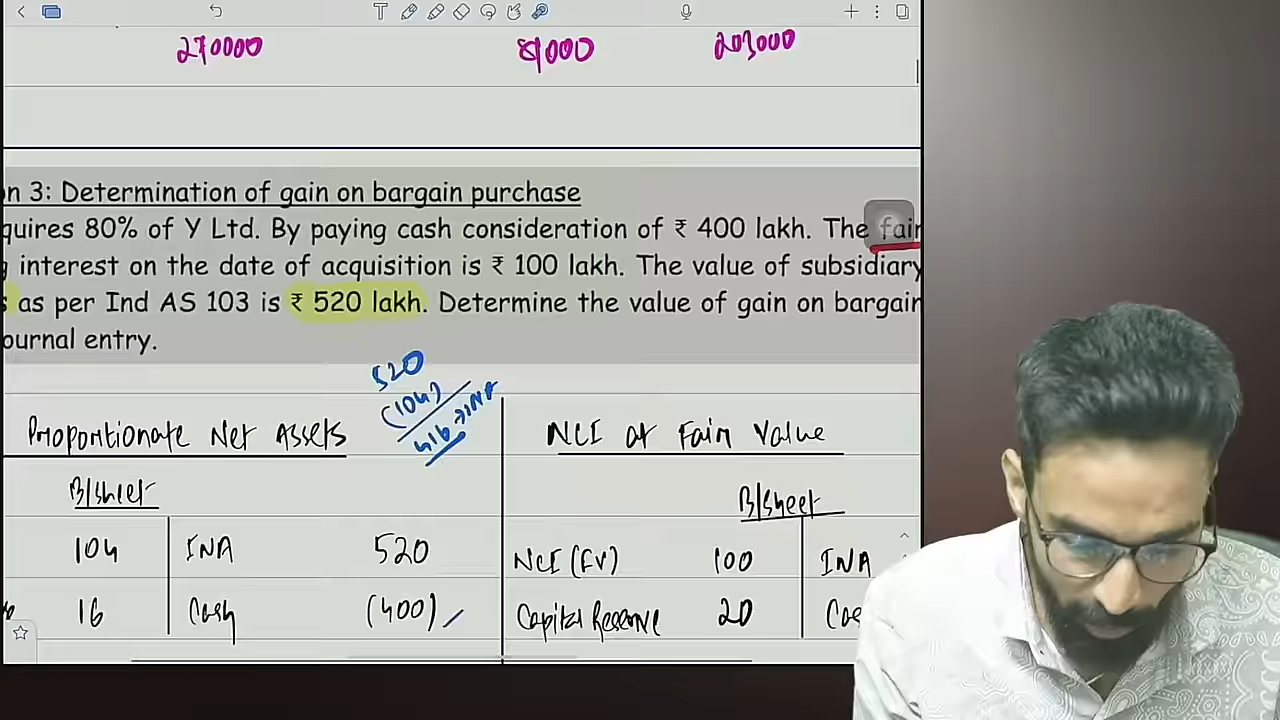 270000 81000 203000
on 3: Determination of gain on bargain purchase
quires 80% of Y Ltd. By paying cash consideration of ₹ 400 lakh. The fair
g interest on the date of acquisition is ₹ 100 lakh. The value of subsidiary
s as per Ind AS 103 is ₹ 520 lakh. Determine the value of gain on bargain
ournal entry.
520
(104)
416 → INA
Proportionate Net Assets
B/sheet
104 INA 520
16 Cash (400)
NCI at Fair Value
B/sheet
NCI (FV) 100 INA
Capital Reserve 20